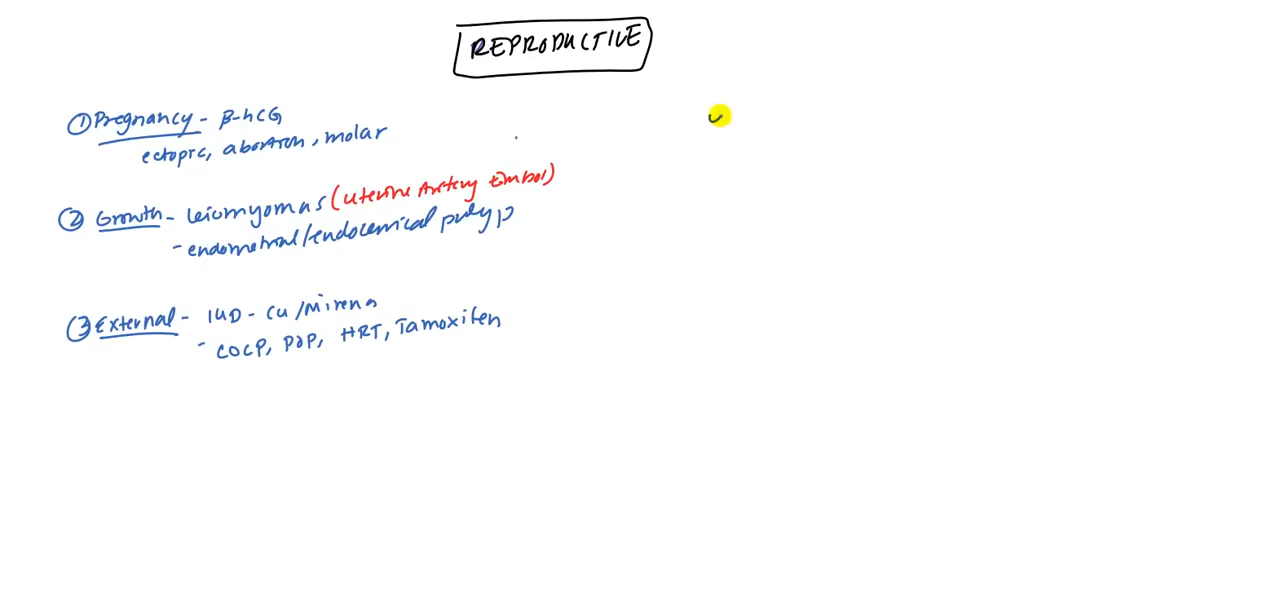 REPRODUCTIVE
① Pregnancy - β-hCG
ectopic, abortion, molar
② Growth - leiomyomas (Uterine Artery Embol)
- endometrial/endocervical polyp
③ External - IUD - Cu/Mirena
- COCP, POP, HRT, Tamoxifen